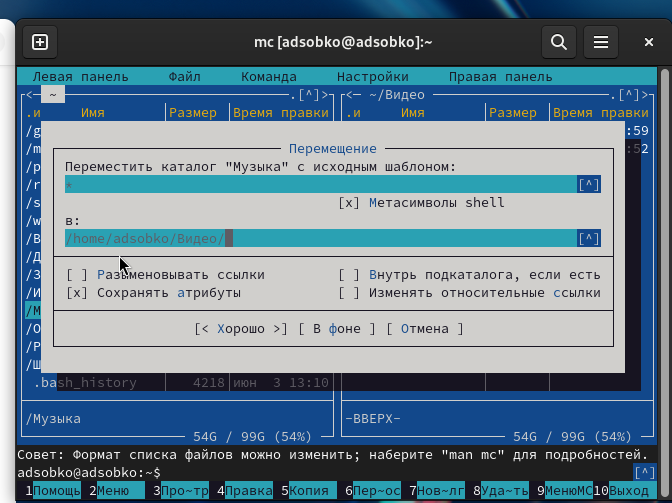 mc [adsobko@adsobko]:~
Левая панель Файл Команда Настройки Правая панель
<─ ~ .[^]> <─ ~/Видео .[^]>
.и Имя Размер Время правки .и Имя Размер Время правки
/g :59
/m :52
/p
/r
/s
/w
/В
/Д
/З
/И
/М
/О
/Р
/Ш
Перемещение
Переместить каталог "Музыка" с исходным шаблоном:
* [^]
[x] Метасимволы shell
в:
/home/adsobko/Видео/ [^]
[ ] Разыменовывать ссылки [ ] Внутрь подкаталога, если есть
[x] Сохранять атрибуты [ ] Изменять относительные ссылки
[< Хорошо >] [ В фоне ] [ Отмена ]
.bash_history 4218 июн 3 13:10
/Музыка -ВВЕРХ-
54G / 99G (54%) 54G / 99G (54%)
Совет: Формат списка файлов можно изменить; наберите "man mc" для подробностей.
adsobko@adsobko:~$ [^]
1Помощь 2Меню 3Про~тр 4Правка 5Копия 6Пер~ос 7Нов~лг 8Уда~ть 9МенюMC 10Выход